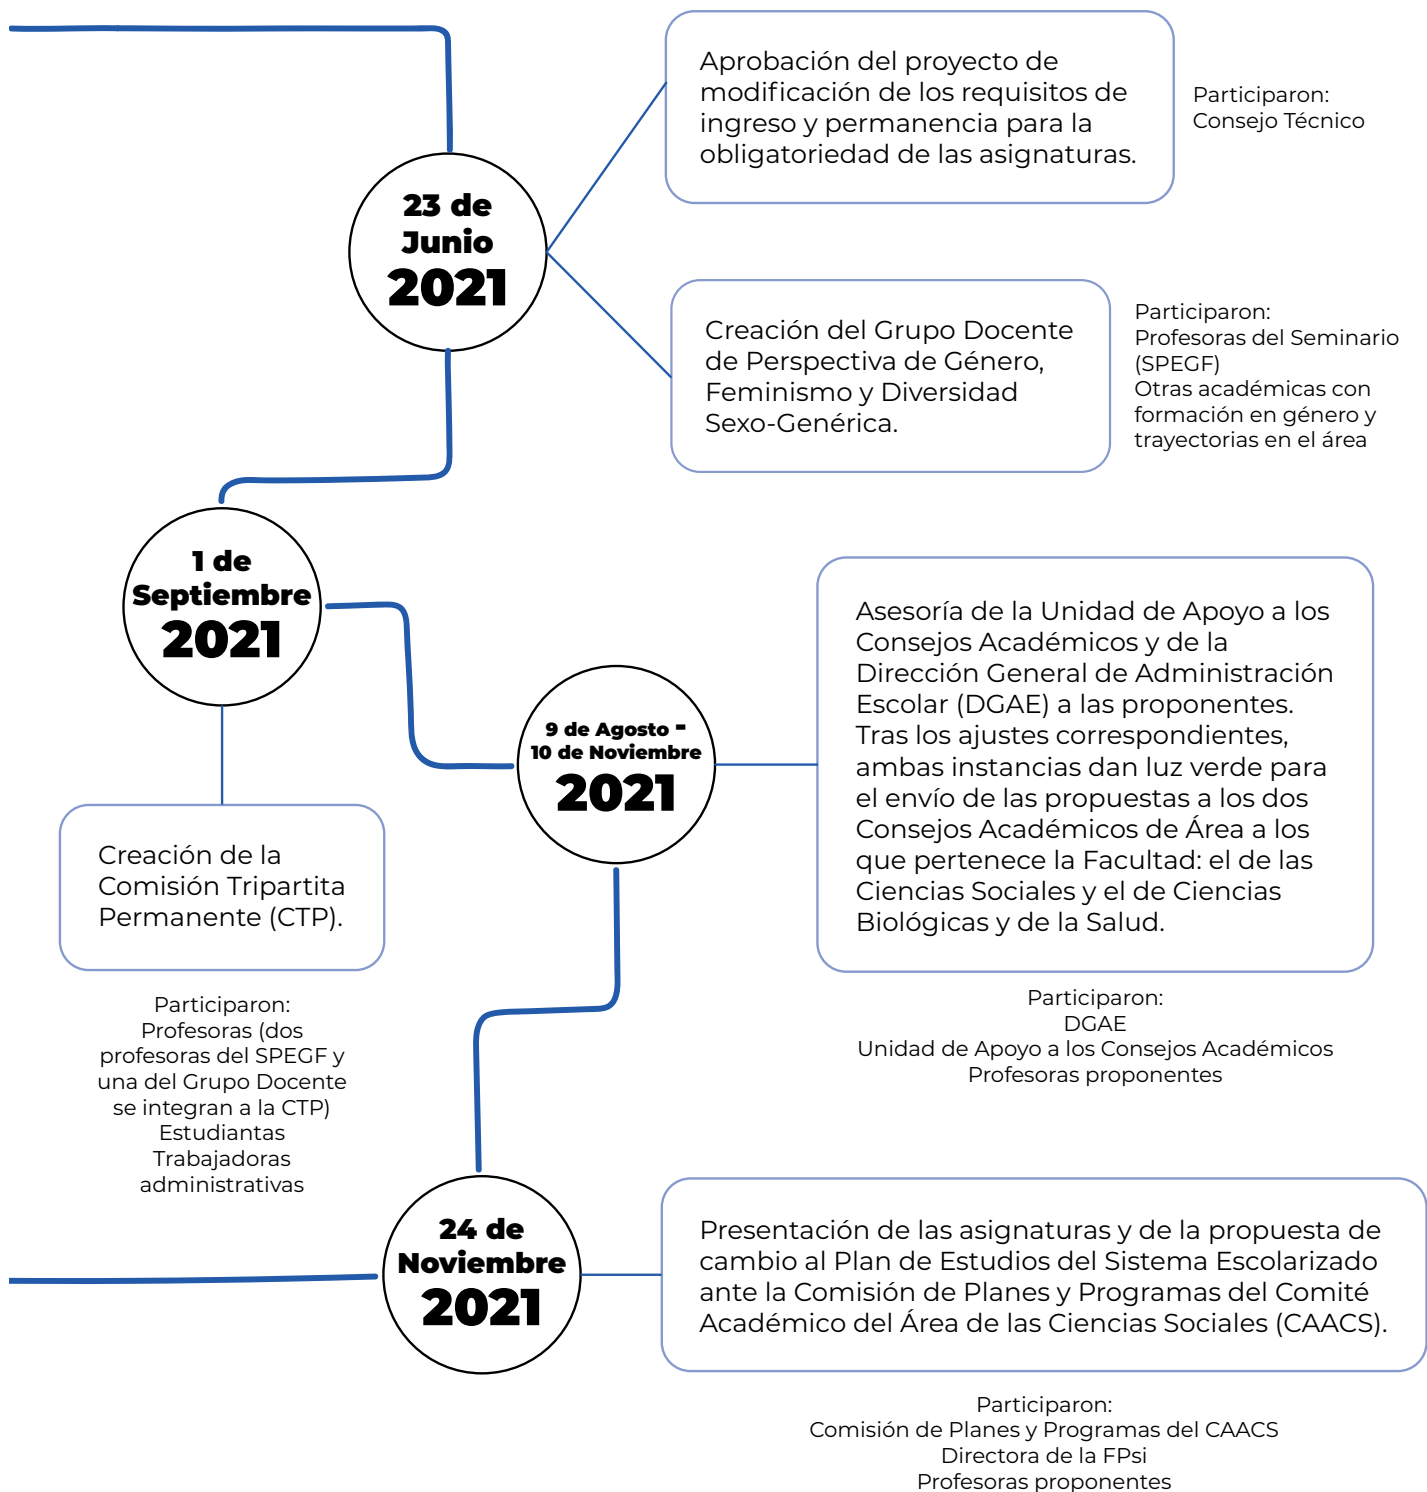 23 de
Junio
2021
Aprobación del proyecto de
modificación de los requisitos de
ingreso y permanencia para la
obligatoriedad de las asignaturas.
Participaron:
Consejo Técnico
Creación del Grupo Docente
de Perspectiva de Género,
Feminismo y Diversidad
Sexo-Genérica.
Participaron:
Profesoras del Seminario
(SPEGF)
Otras académicas con
formación en género y
trayectorias en el área
1 de
Septiembre
2021
Creación de la
Comisión Tripartita
Permanente (CTP).
Participaron:
Profesoras (dos
profesoras del SPEGF y
una del Grupo Docente
se integran a la CTP)
Estudiantas
Trabajadoras
administrativas
9 de Agosto -
10 de Noviembre
2021
Asesoría de la Unidad de Apoyo a los
Consejos Académicos y de la
Dirección General de Administración
Escolar (DGAE) a las proponentes.
Tras los ajustes correspondientes,
ambas instancias dan luz verde para
el envío de las propuestas a los dos
Consejos Académicos de Área a los
que pertenece la Facultad: el de las
Ciencias Sociales y el de Ciencias
Biológicas y de la Salud.
Participaron:
DGAE
Unidad de Apoyo a los Consejos Académicos
Profesoras proponentes
24 de
Noviembre
2021
Presentación de las asignaturas y de la propuesta de
cambio al Plan de Estudios del Sistema Escolarizado
ante la Comisión de Planes y Programas del Comité
Académico del Área de las Ciencias Sociales (CAACS).
Participaron:
Comisión de Planes y Programas del CAACS
Directora de la FPsi
Profesoras proponentes